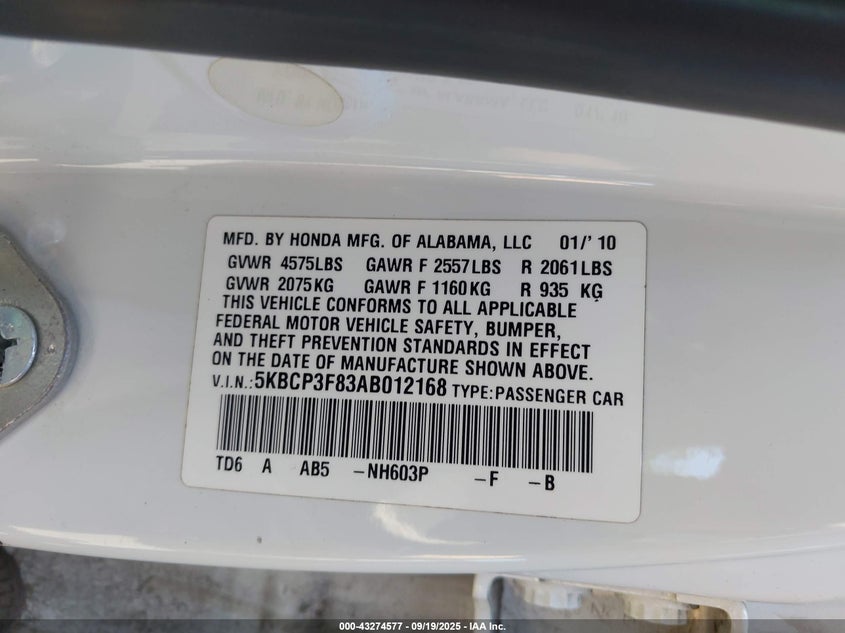 MFD. BY HONDA MFG. OF ALABAMA, LLC 01/'10
GVWR 4575LBS GAWR F 2557LBS R 2061LBS
GVWR 2075KG GAWR F 1160KG R 935 KG
THIS VEHICLE CONFORMS TO ALL APPLICABLE
FEDERAL MOTOR VEHICLE SAFETY, BUMPER,
AND THEFT PREVENTION STANDARDS IN EFFECT
ON THE DATE OF MANUFACTURE SHOWN ABOVE.
V.I.N.:5KBCP3F83AB012168 TYPE:PASSENGER CAR
TD6 A AB5 -NH603P -F -B
000-43274577 - 09/19/2025 - IAA Inc.